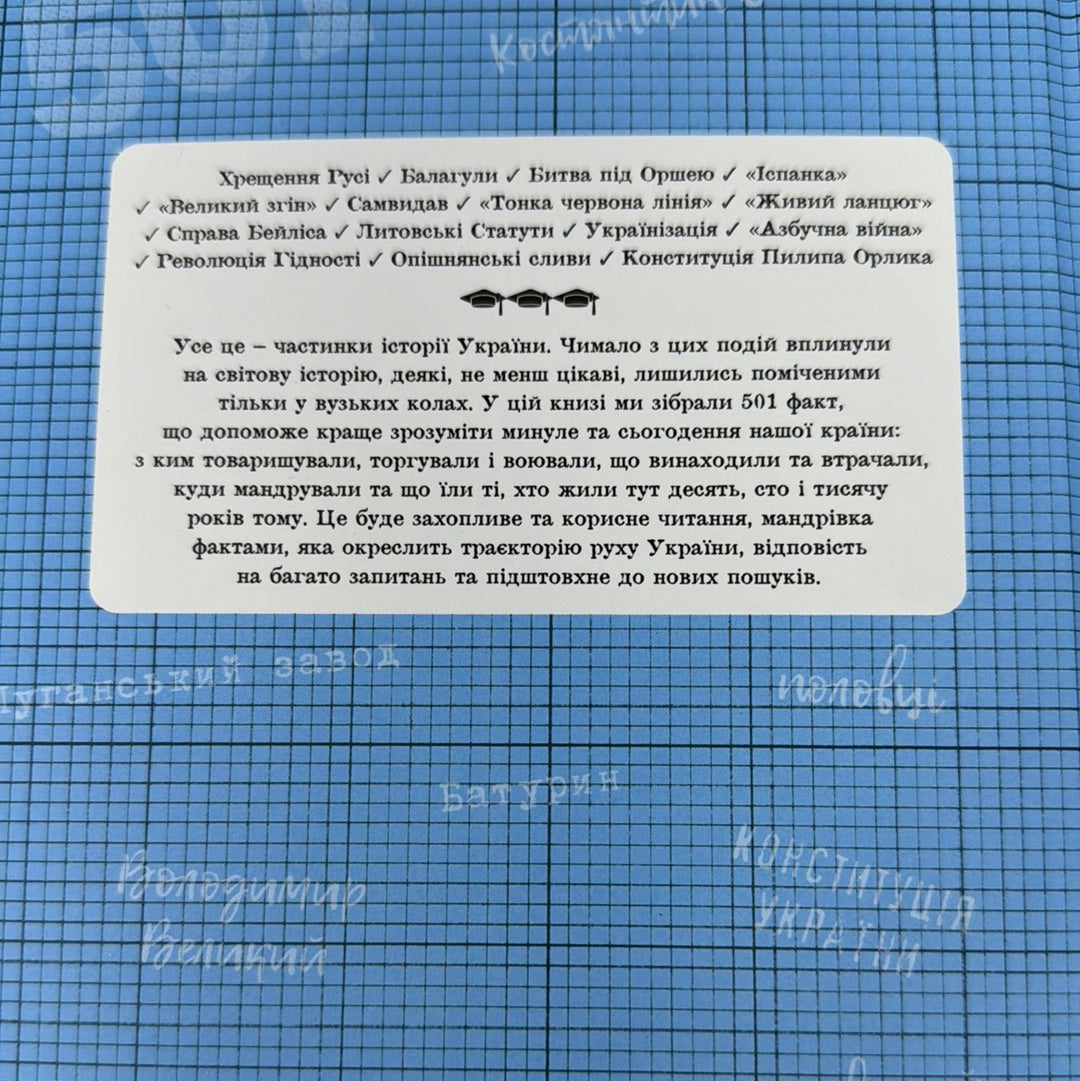 501
Костянтин
Хрещення Русі ✓ Балагули ✓ Битва під Оршею ✓ «Іспанка»
✓ «Великий згін» ✓ Самвидав ✓ «Тонка червона лінія» ✓ «Живий ланцюг»
✓ Справа Бейліса ✓ Литовські Статути ✓ Українізація ✓ «Азбучна війна»
✓ Революція Гідності ✓ Опішнянські сливи ✓ Конституція Пилипа Орлика
Усе це – частинки історії України. Чимало з цих подій вплинули
на світову історію, деякі, не менш цікаві, лишились поміченими
тільки у вузьких колах. У цій книзі ми зібрали 501 факт,
що допоможе краще зрозуміти минуле та сьогодення нашої країни:
з ким товаришували, торгували і воювали, що винаходили та втрачали,
куди мандрували та що їли ті, хто жили тут десять, сто і тисячу
років тому. Це буде захопливе та корисне читання, мандрівка
фактами, яка окреслить траєкторію руху України, відповість
на багато запитань та підштовхне до нових пошуків.
Луганський завод
половці
Батурин
Володимир
Великий
КОНСТИТУЦІЯ
УКРАЇНИ